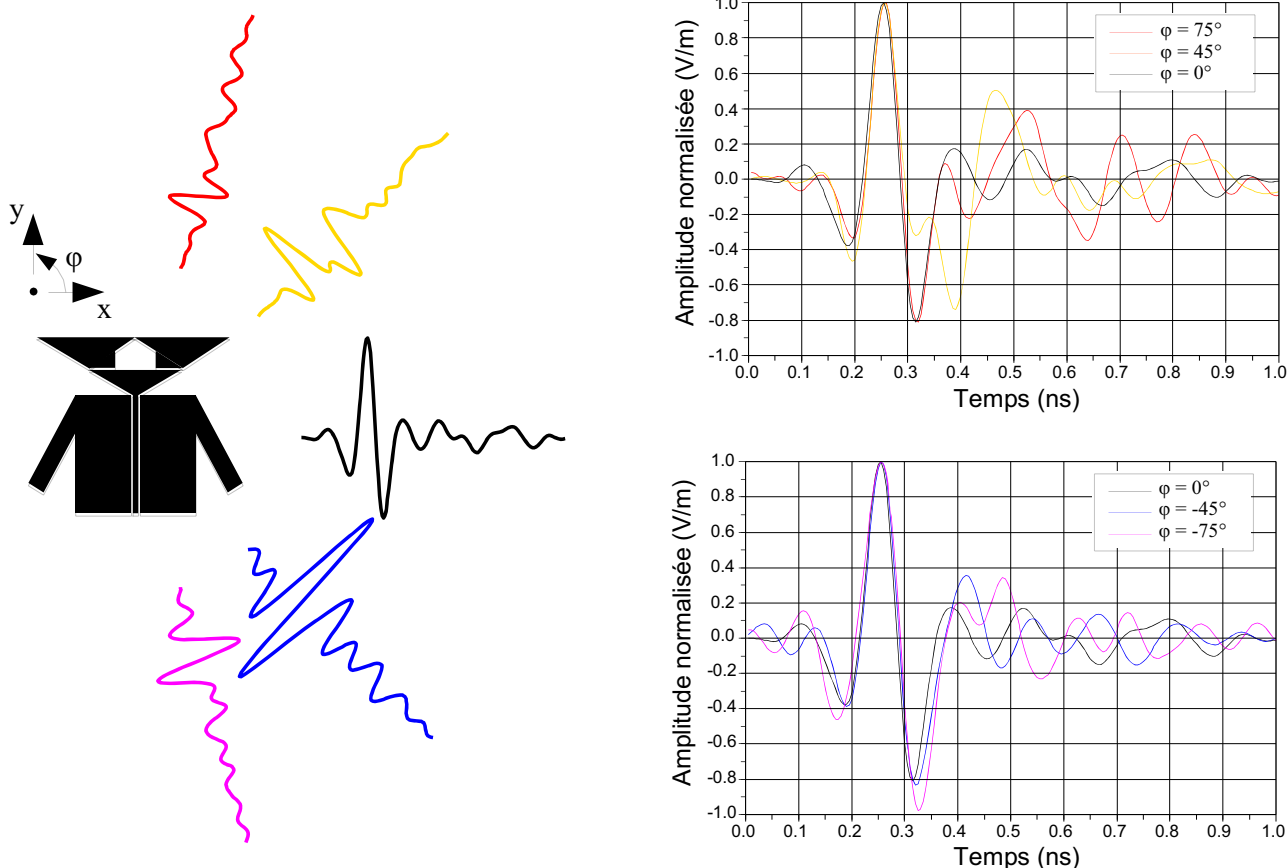 y
φ
x
Amplitude normalisée (V/m)
1.0
0.8
0.6
0.4
0.2
0.0
-0.2
-0.4
-0.6
-0.8
-1.0
φ = 75°
φ = 45°
φ = 0°
0.0 0.1 0.2 0.3 0.4 0.5 0.6 0.7 0.8 0.9 1.0
Temps (ns)
Amplitude normalisée (V/m)
1.0
0.8
0.6
0.4
0.2
0.0
-0.2
-0.4
-0.6
-0.8
-1.0
φ = 0°
φ = -45°
φ = -75°
0.0 0.1 0.2 0.3 0.4 0.5 0.6 0.7 0.8 0.9 1.0
Temps (ns)